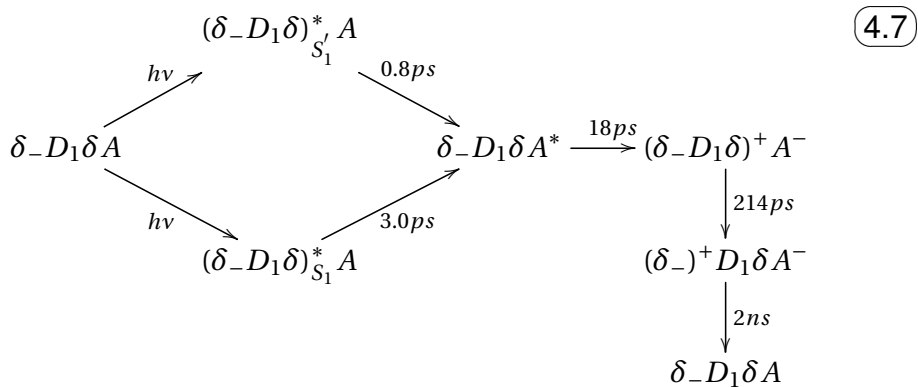 (δ₋D₁δ)*_{S₁′} A
4.7
hν 0.8ps
δ₋D₁δA δ₋D₁δA* 18ps (δ₋D₁δ)⁺A⁻
hν 3.0ps 214ps
(δ₋D₁δ)*_{S₁} A (δ₋)⁺D₁δA⁻
2ns
δ₋D₁δA